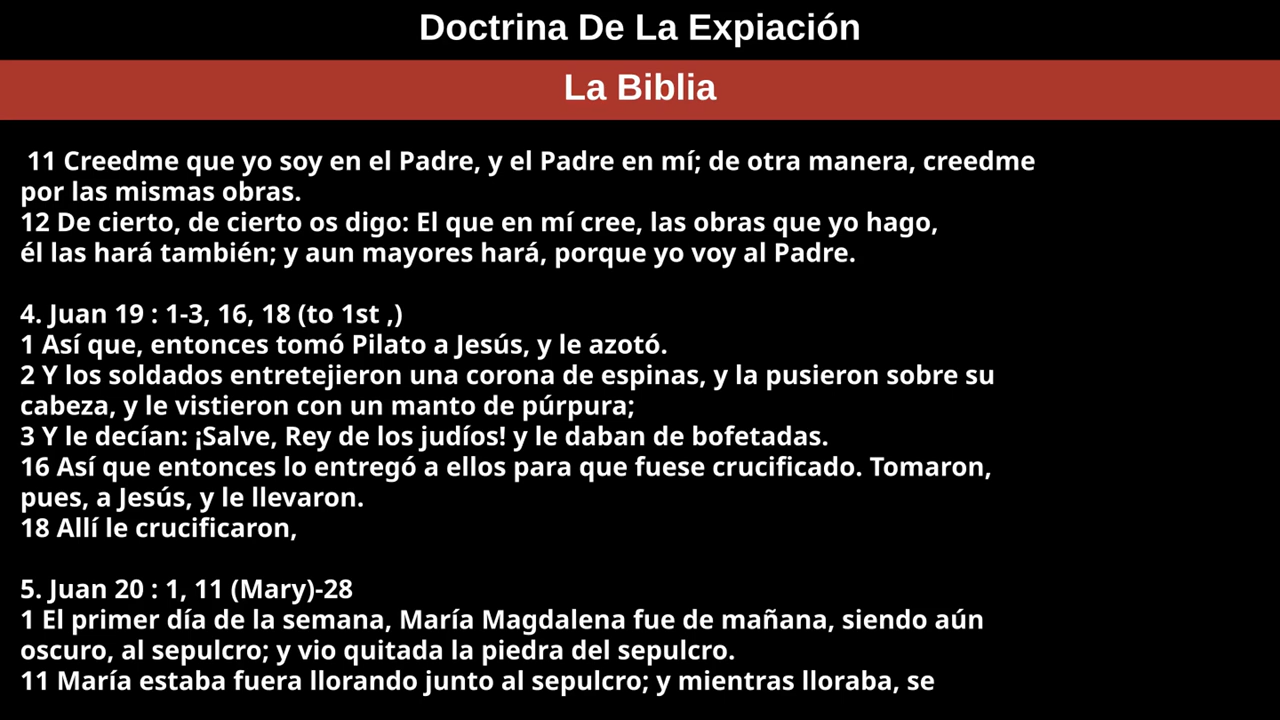 Doctrina De La Expiación
La Biblia
11 Creedme que yo soy en el Padre, y el Padre en mí; de otra manera, creedme
por las mismas obras.
12 De cierto, de cierto os digo: El que en mí cree, las obras que yo hago,
él las hará también; y aun mayores hará, porque yo voy al Padre.
4. Juan 19 : 1-3, 16, 18 (to 1st ,)
1 Así que, entonces tomó Pilato a Jesús, y le azotó.
2 Y los soldados entretejieron una corona de espinas, y la pusieron sobre su
cabeza, y le vistieron con un manto de púrpura;
3 Y le decían: ¡Salve, Rey de los judíos! y le daban de bofetadas.
16 Así que entonces lo entregó a ellos para que fuese crucificado. Tomaron,
pues, a Jesús, y le llevaron.
18 Allí le crucificaron,
5. Juan 20 : 1, 11 (Mary)-28
1 El primer día de la semana, María Magdalena fue de mañana, siendo aún
oscuro, al sepulcro; y vio quitada la piedra del sepulcro.
11 María estaba fuera llorando junto al sepulcro; y mientras lloraba, se